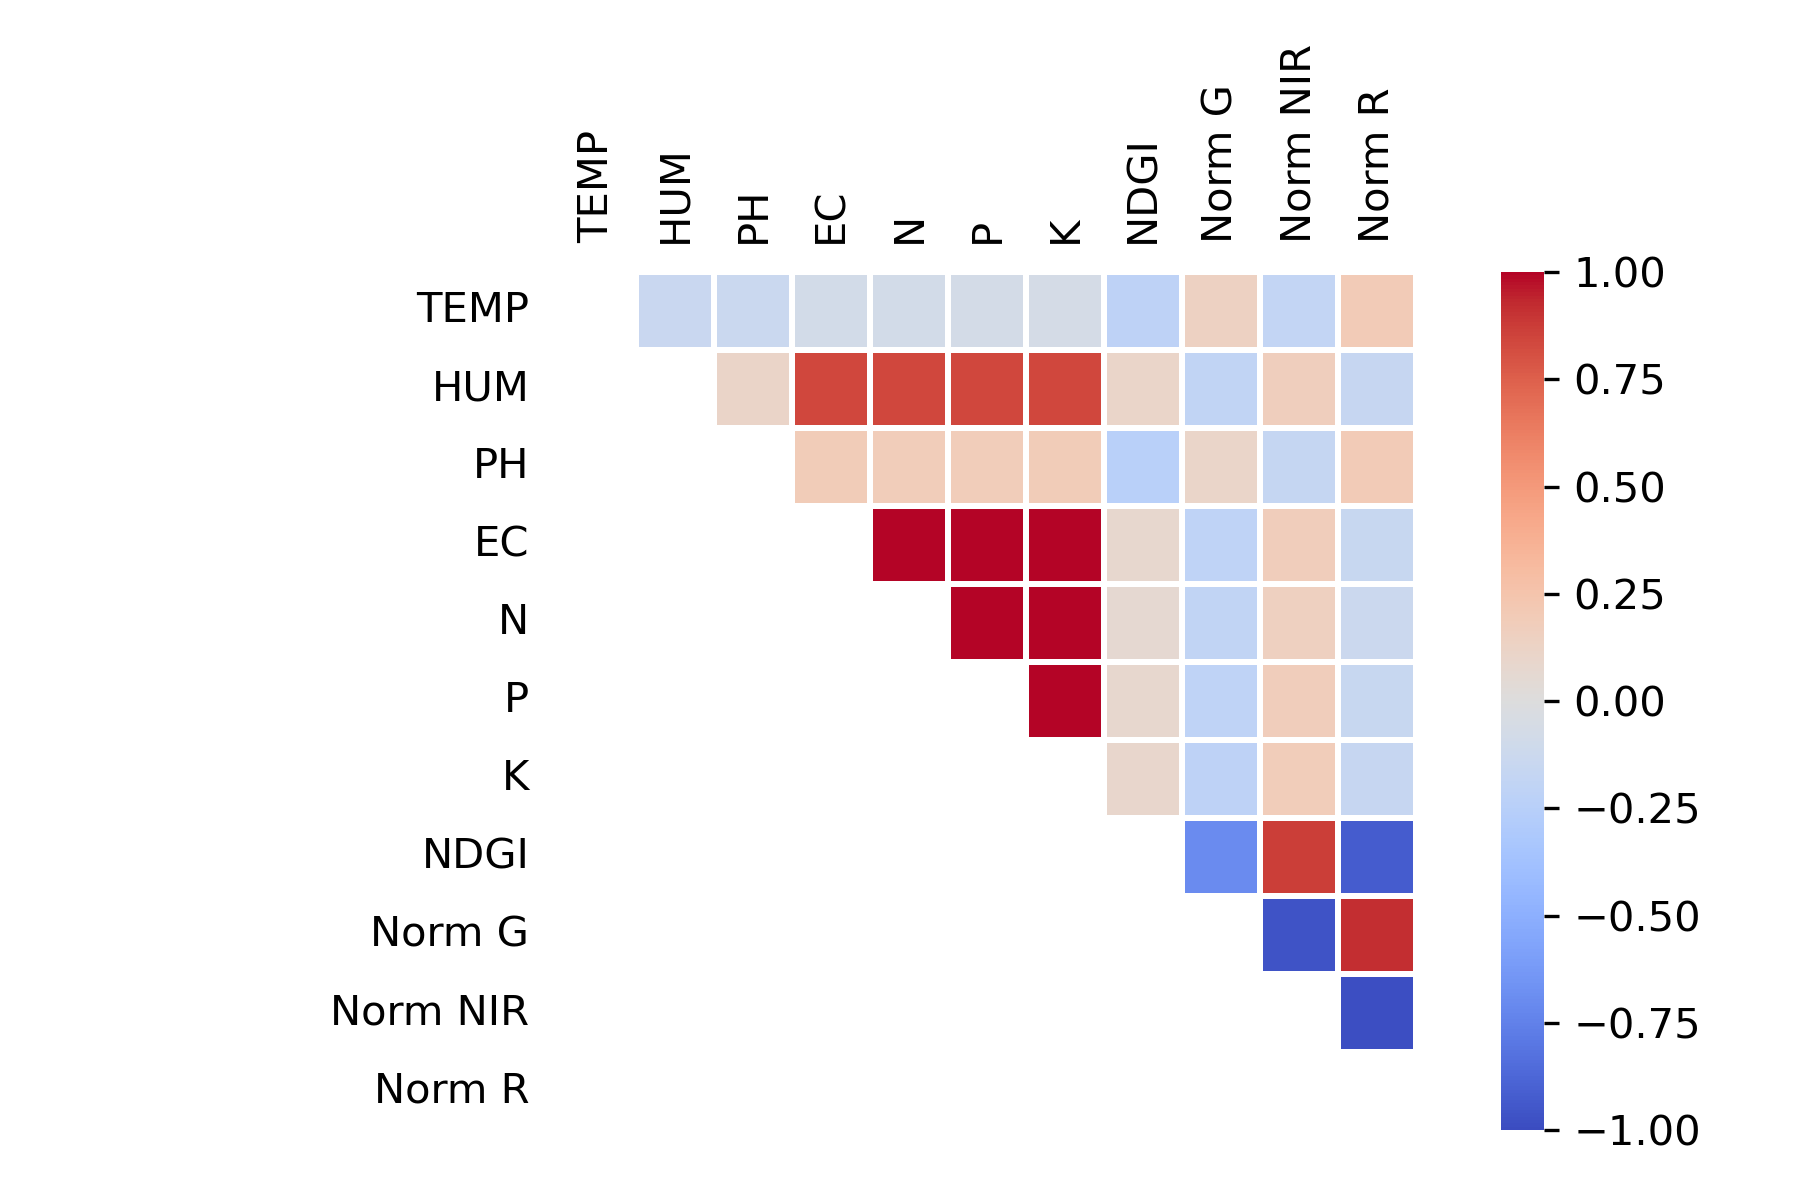 TEMP
HUM
PH
EC
N
P
K
NDGI
Norm G
Norm NIR
Norm R
TEMP
HUM
PH
EC
N
P
K
NDGI
Norm G
Norm NIR
Norm R
1.00
0.75
0.50
0.25
0.00
−0.25
−0.50
−0.75
−1.00